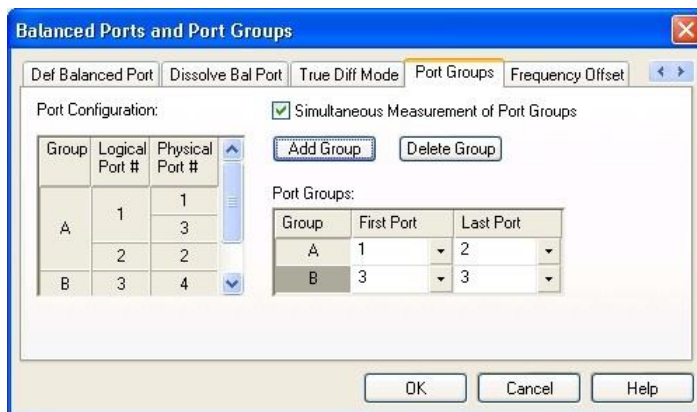 Balanced Ports and Port Groups
Def Balanced Port Dissolve Bal Port True Diff Mode Port Groups Frequency Offset
Port Configuration:
Simultaneous Measurement of Port Groups
Add Group Delete Group
Group Logical Port # Physical Port #
A 1 1
3
2 2
B 3 4
Port Groups:
Group First Port Last Port
A 1 2
B 3 3
OK Cancel Help